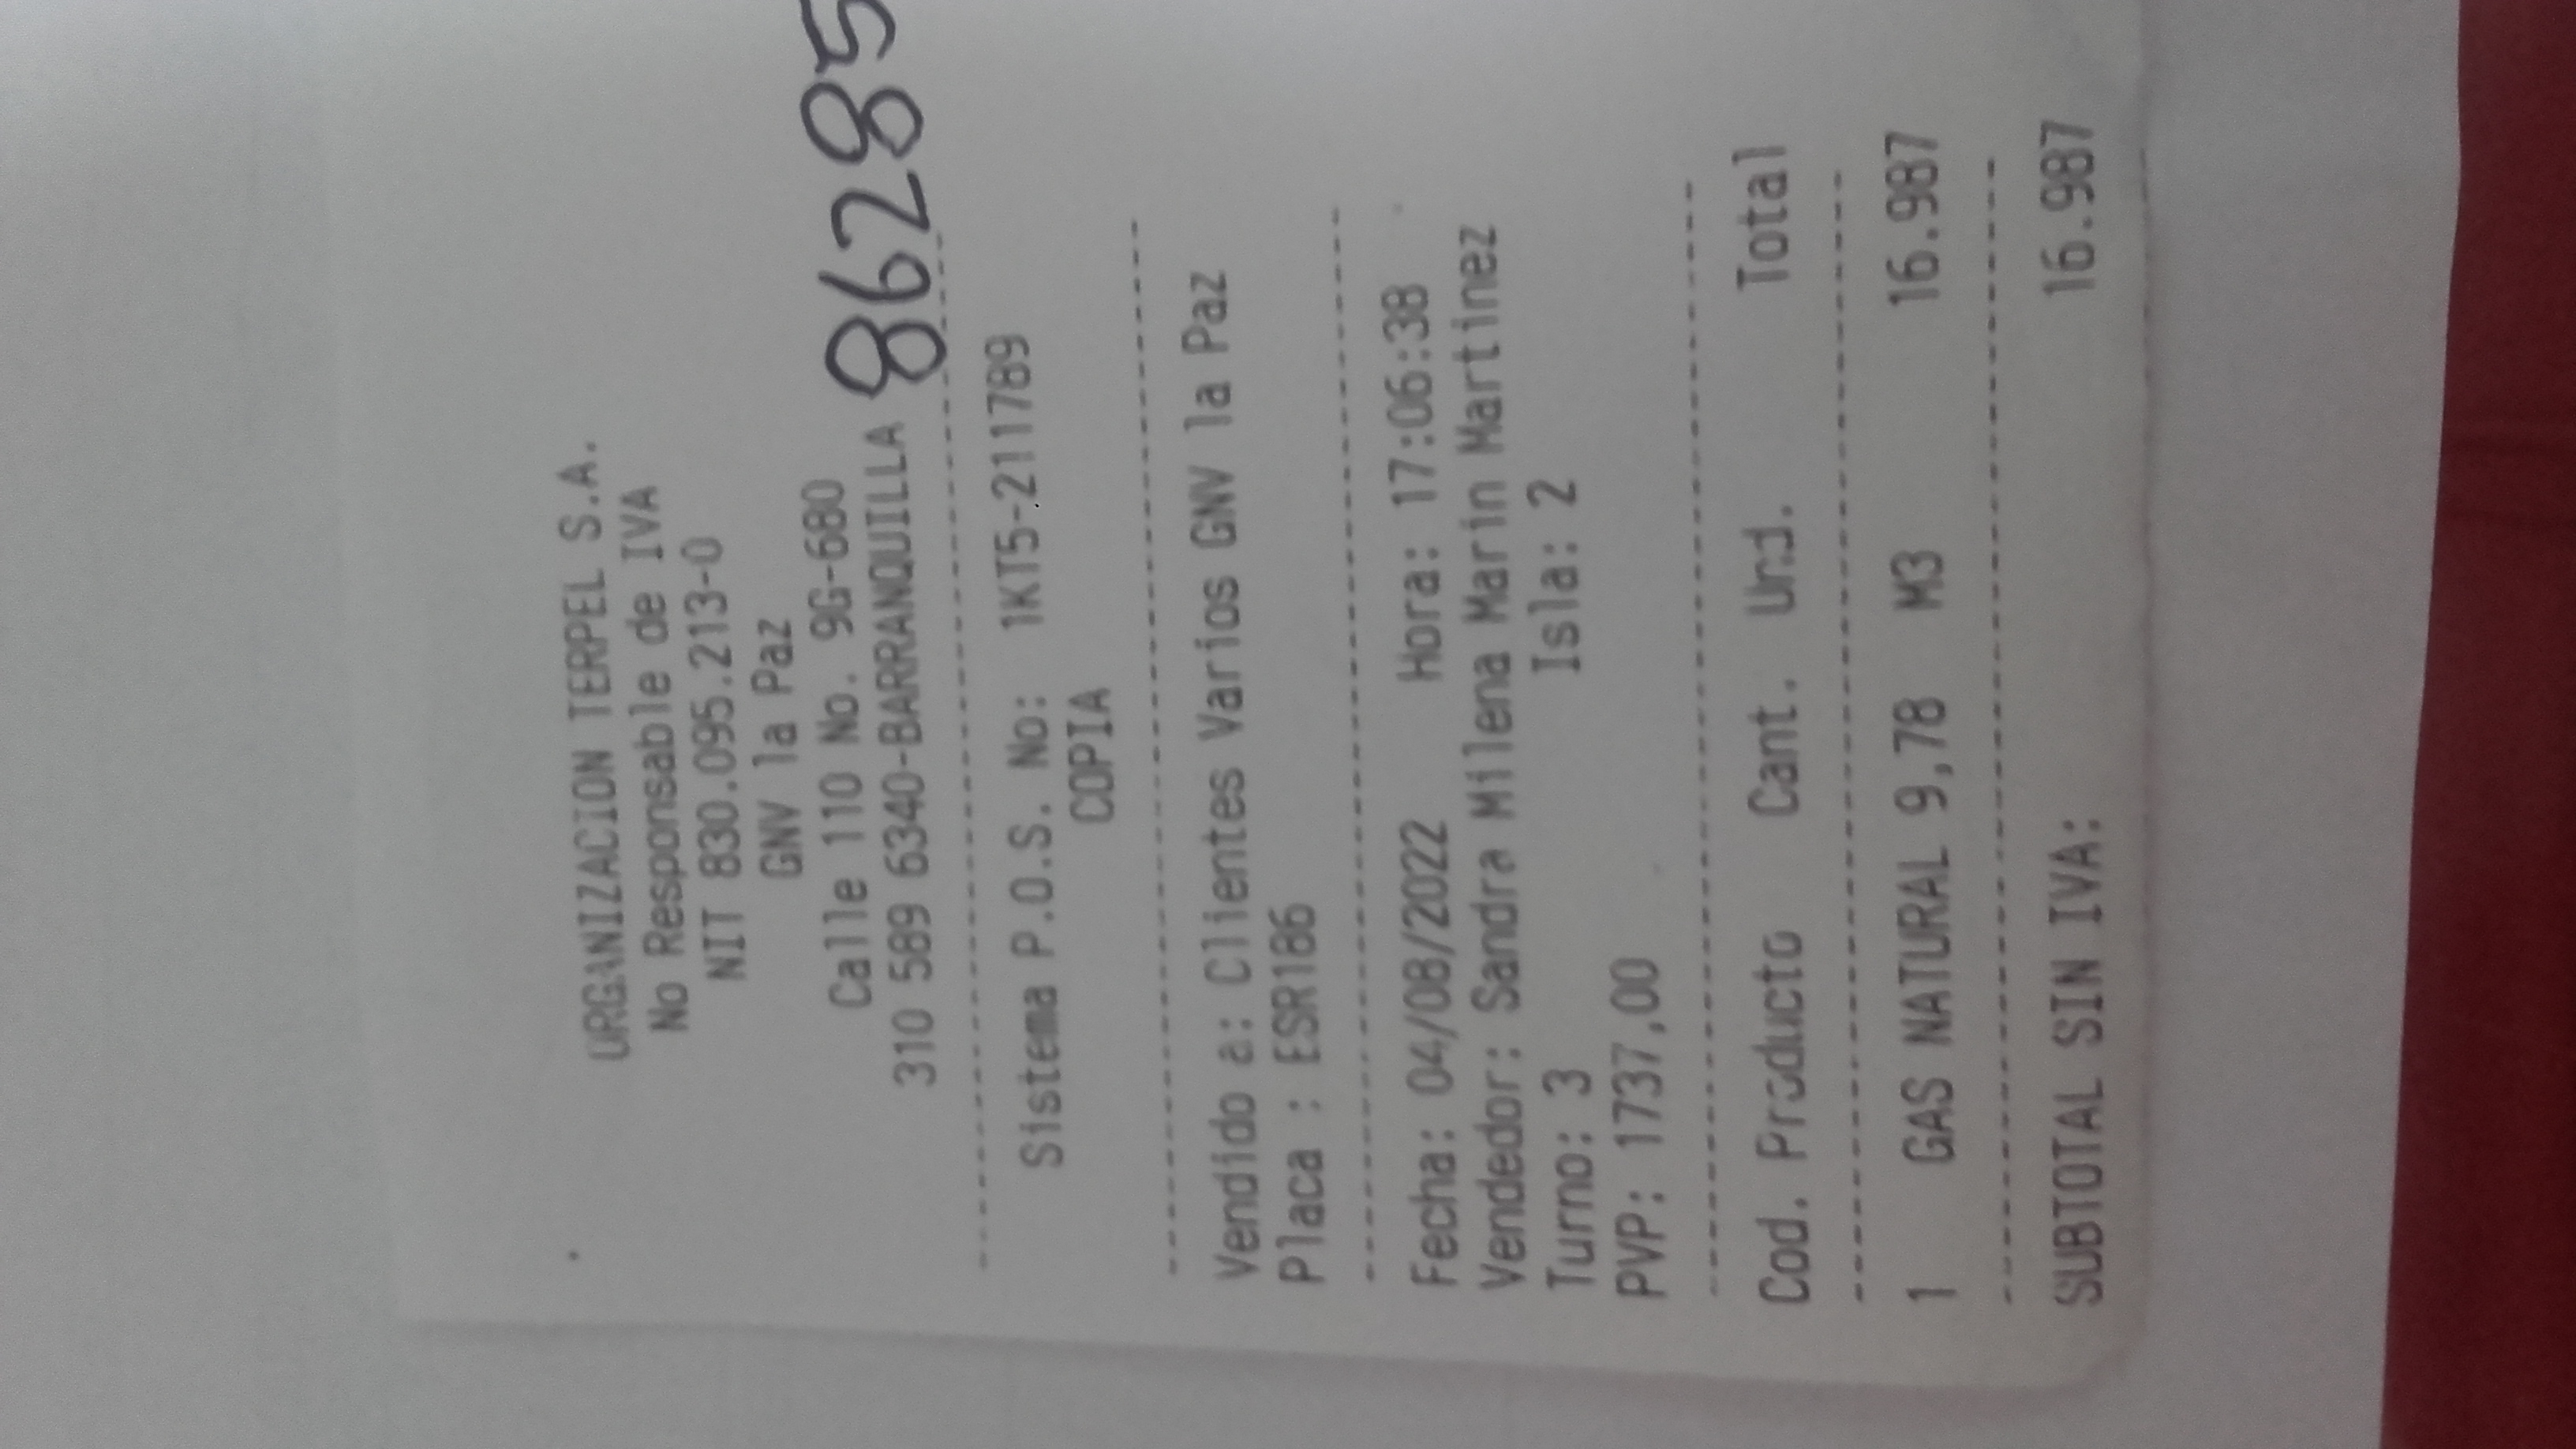 ORGANIZACION TERPEL S.A.
No Responsable de IVA
NIT 830.095.213-0
GNV la Paz
Calle 110 No. 9G-680
310 589 6340-BARRANQUILLA
86285
Sistema P.O.S. No: 1KT5-211789
COPIA
Vendido a: Clientes Varios GNV la Paz
Placa : ESR186
Fecha: 04/08/2022 Hora: 17:06:38
Vendedor: Sandra Milena Marin Martinez
Turno: 3 Isla: 2
PVP: 1737,00
Cod. Producto Cant. Und. Total
1 GAS NATURAL 9,78 M3 16.987
SUBTOTAL SIN IVA: 16.987